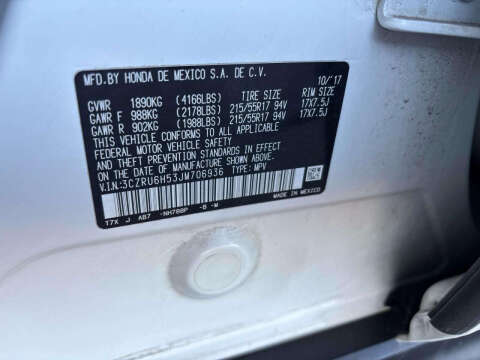 MFD.BY HONDA DE MEXICO S.A. DE C.V. 10/'17
GVWR 1890KG (4166LBS) TIRE SIZE RIM SIZE
GAWR F 988KG (2178LBS) 215/55R17 94V 17X7.5J
GAWR R 902KG (1988LBS) 215/55R17 94V 17X7.5J
THIS VEHICLE CONFORMS TO ALL APPLICABLE
FEDERAL MOTOR VEHICLE SAFETY
AND THEFT PREVENTION STANDARDS IN EFFECT
ON THE DATE OF MANUFACTURE SHOWN ABOVE.
V.I.N:3CZRU6H53JM706936 TYPE: MPV
17X J AB7 -NH788P -B -M
MADE IN MEXICO